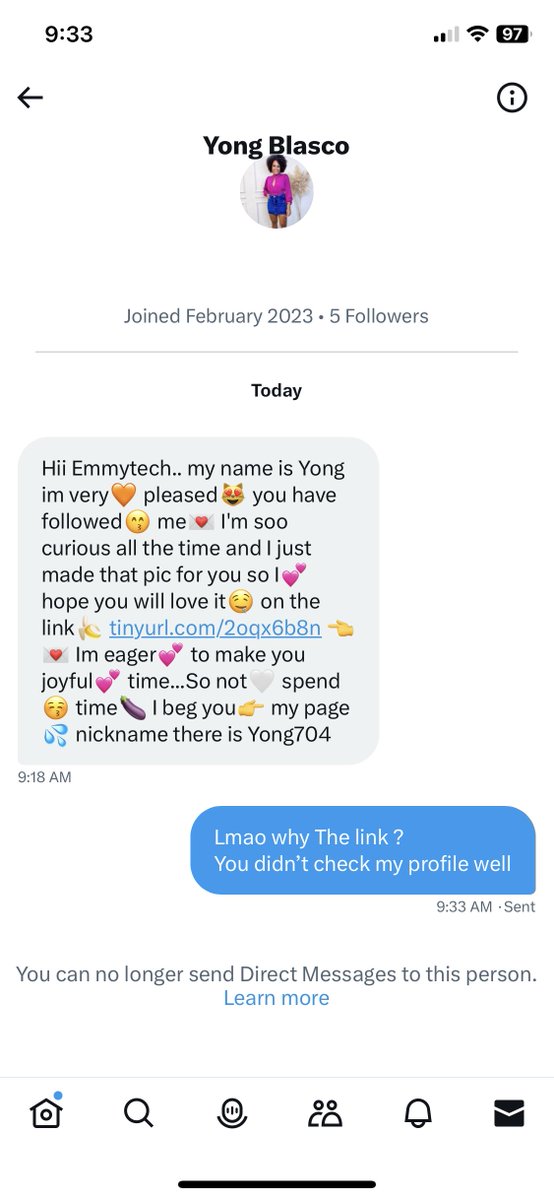 9:33
97
Yong Blasco
Joined February 2023 • 5 Followers
Today
Hii Emmytech.. my name is Yong
im very🧡 pleased😻 you have
followed😙 me💌 I'm soo
curious all the time and I just
made that pic for you so I💕
hope you will love it🤤 on the
link🍌 tinyurl.com/2oqx6b8n 👈
💌 Im eager💕 to make you
joyful💕 time...So not🤍 spend
😚 time🍆 I beg you👉 my page
💦 nickname there is Yong704
9:18 AM
Lmao why The link ?
You didn’t check my profile well
9:33 AM · Sent
You can no longer send Direct Messages to this person.
Learn more